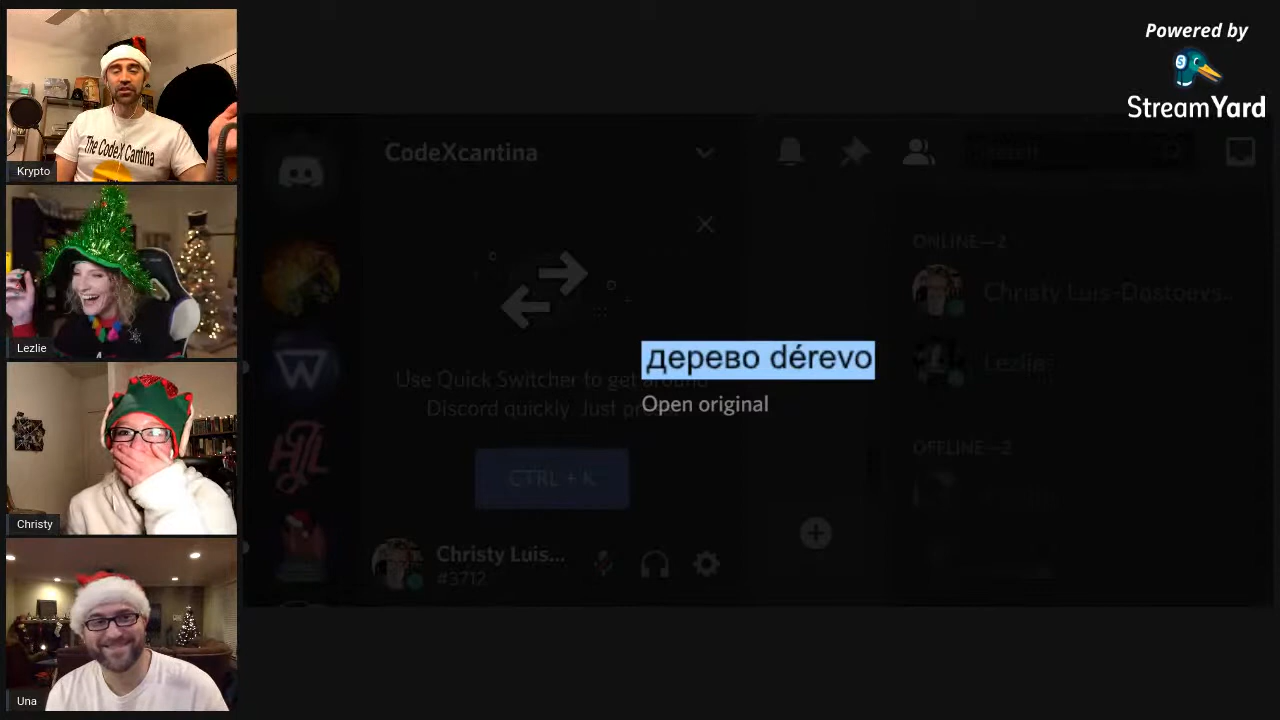 Powered by
StreamYard
The CodeX Cantina
Krypto
Lezlie
Christy
Una
CodeXcantina
Search
ONLINE—2
Christy Luis-Dostoevs...
Lezlie
дерево dérevo
Use Quick Switcher to get around
Discord quickly. Just
Open original
OFFLINE—2
CTRL + K
Christy Luis...
#3712